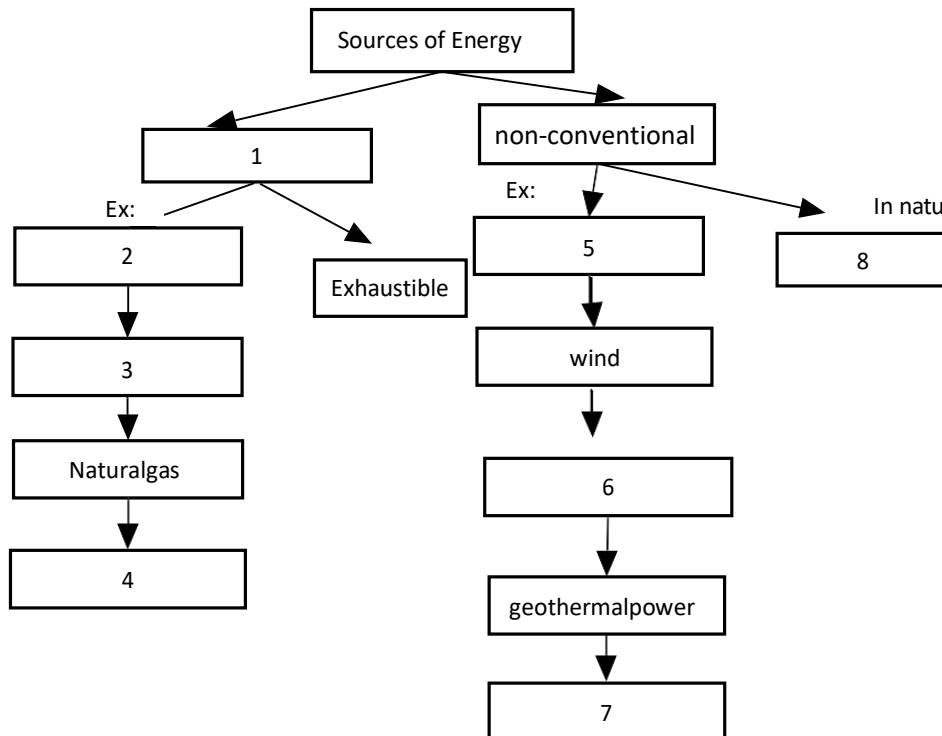 Sources of Energy
1
non-conventional
Ex:
Ex:
In natu
2
5
8
Exhaustible
3
wind
Naturalgas
6
4
geothermalpower
7